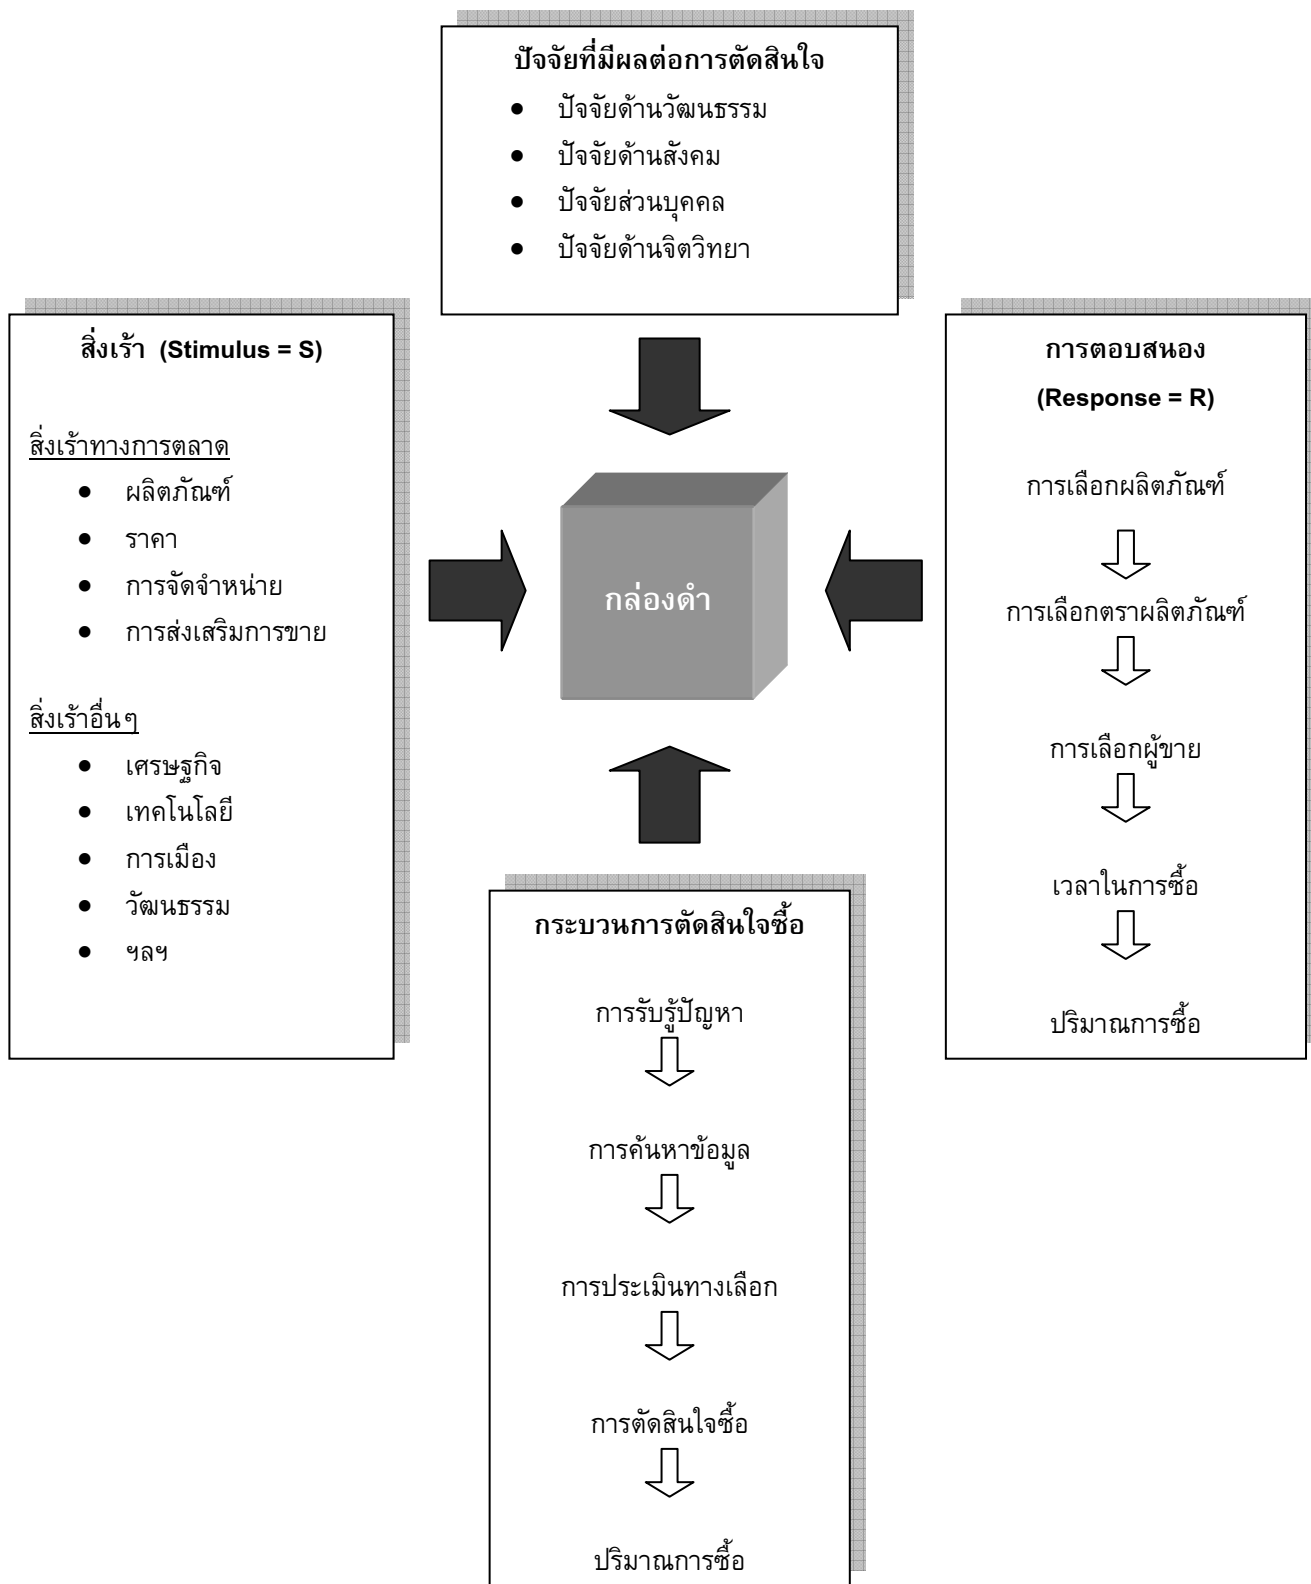 ปัจจัยที่มีผลต่อการตัดสินใจ
● ปัจจัยด้านวัฒนธรรม
● ปัจจัยด้านสังคม
● ปัจจัยส่วนบุคคล
● ปัจจัยด้านจิตวิทยา
สิ่งเร้า (Stimulus = S)
สิ่งเร้าทางการตลาด
● ผลิตภัณฑ์
● ราคา
● การจัดจำหน่าย
● การส่งเสริมการขาย
สิ่งเร้าอื่นๆ
● เศรษฐกิจ
● เทคโนโลยี
● การเมือง
● วัฒนธรรม
● ฯลฯ
กล่องดำ
การตอบสนอง
(Response = R)
การเลือกผลิตภัณฑ์
การเลือกตราผลิตภัณฑ์
การเลือกผู้ขาย
เวลาในการซื้อ
ปริมาณการซื้อ
กระบวนการตัดสินใจซื้อ
การรับรู้ปัญหา
การค้นหาข้อมูล
การประเมินทางเลือก
การตัดสินใจซื้อ
ปริมาณการซื้อ